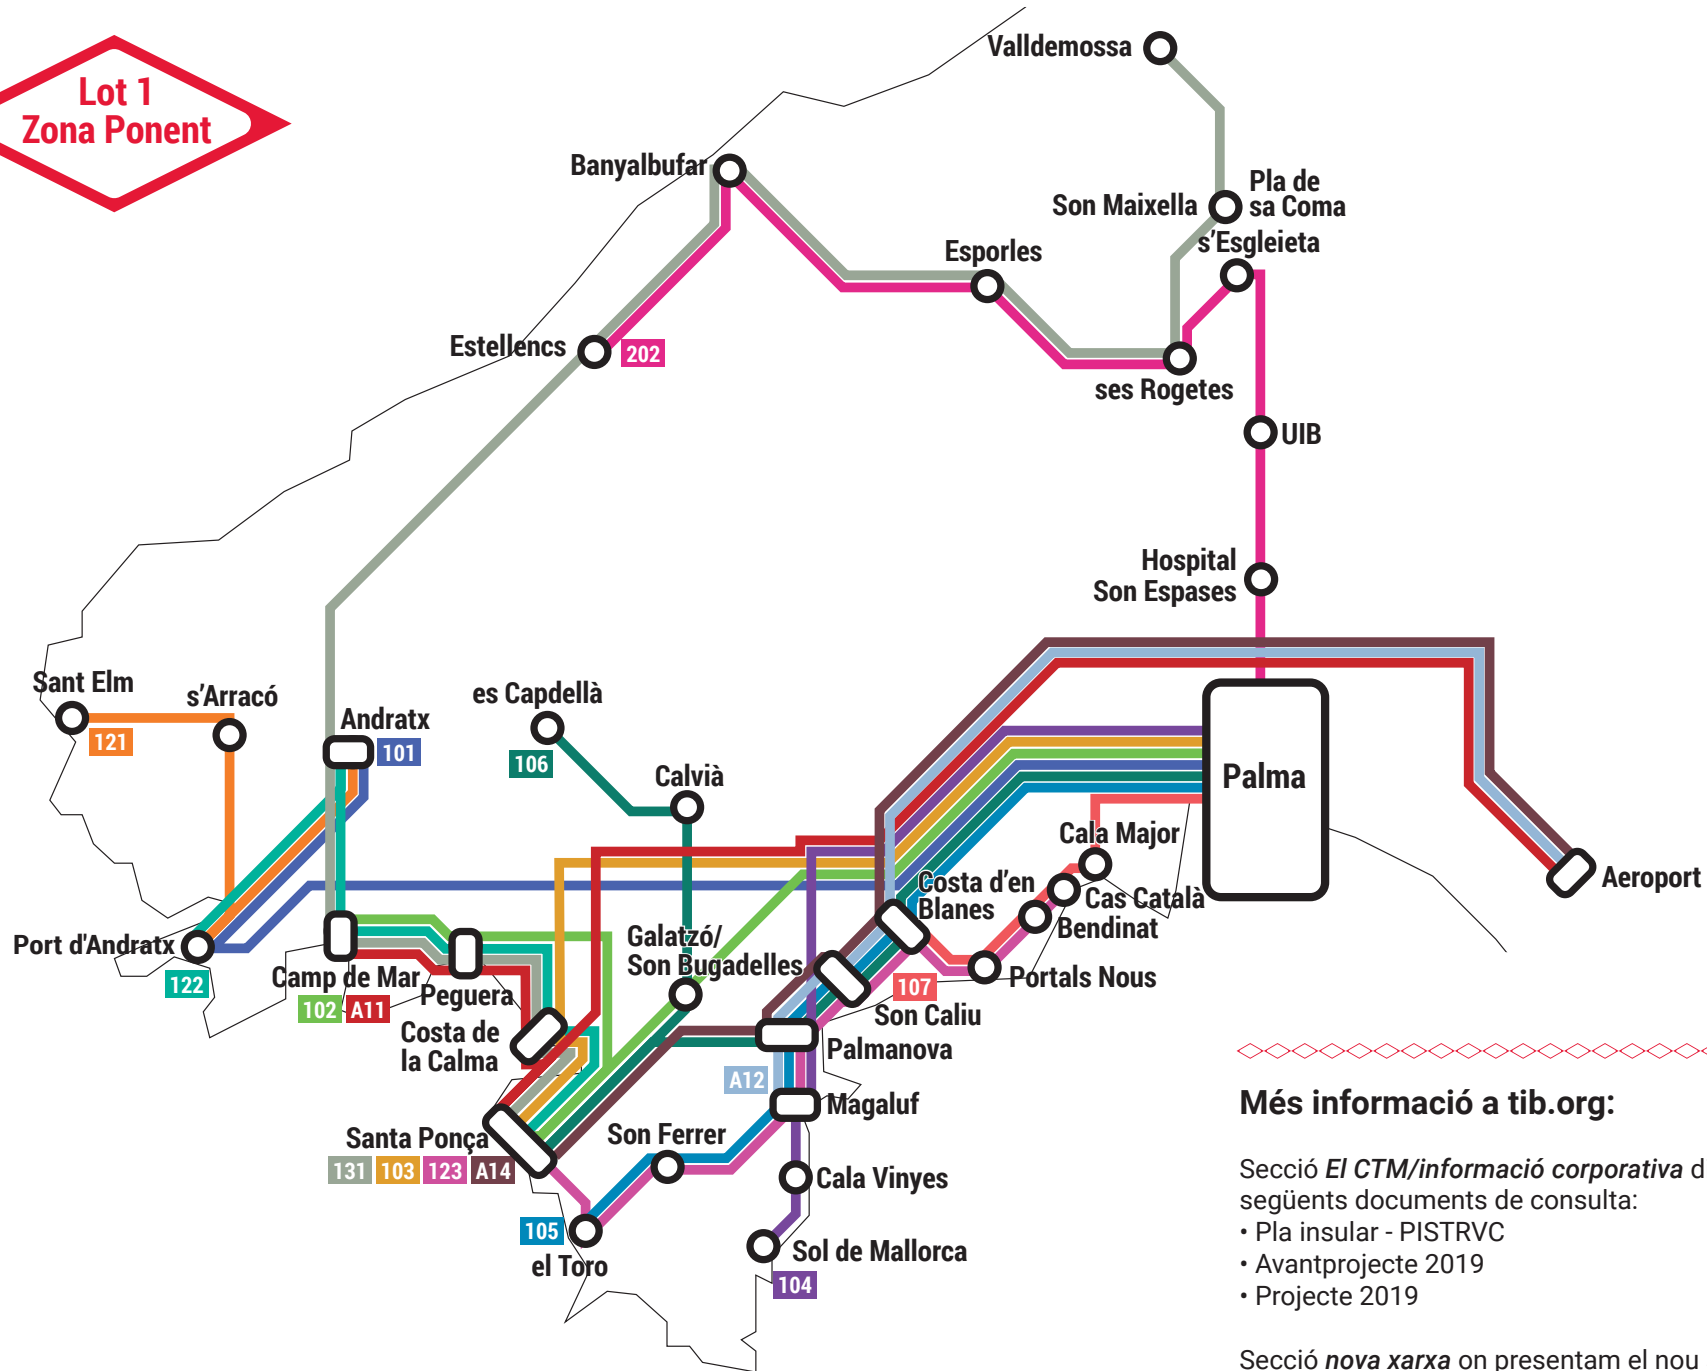 Lot 1
Zona Ponent
Valldemossa
Banyalbufar
Son Maixella
Pla de
sa Coma
s'Esgleieta
Esporles
Estellencs
202
ses Rogetes
UIB
Hospital
Son Espases
Sant Elm
121
s'Arracó
Andratx
101
es Capdellà
106
Calvià
Palma
Cala Major
Aeroport
Costa d'en
Blanes
Cas Català
Bendinat
Galatzó/
Son Bugadelles
Port d'Andratx
122
Camp de Mar
102
A11
Peguera
Portals Nous
107
Son Caliu
Costa de
la Calma
Palmanova
A12
Magaluf
Santa Ponça
131
103
123
A14
Son Ferrer
Cala Vinyes
105
el Toro
Sol de Mallorca
104
Més informació a tib.org:
Secció El CTM/informació corporativa d
següents documents de consulta:
• Pla insular - PISTRVC
• Avantprojecte 2019
• Projecte 2019
Secció nova xarxa on presentam el nou